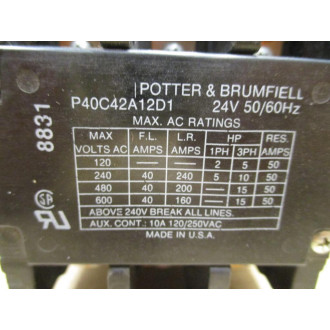 POTTER & BRUMFIELL
P40C42A12D1 24V 50/60Hz
MAX. AC RATINGS
MAX VOLTS AC F.L. AMPS L.R. AMPS HP 1PH 3PH RES. AMPS
120 — — 2 5 50
240 40 240 5 10 50
480 40 200 — 15 50
600 40 160 — 15 50
ABOVE 240V BREAK ALL LINES.
AUX. CONT.: 10A 120/250VAC
MADE IN U.S.A.
8831